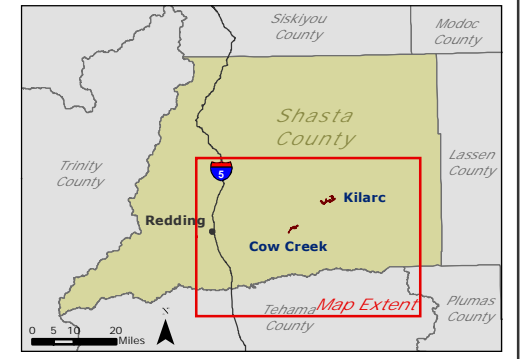 Siskiyou
County
Modoc
County
Shasta
County
Trinity
County
Lassen
County
5
Kilarc
Redding
Cow Creek
Map Extent
Tehama
County
Plumas
County
N
0 5 10 20
Miles